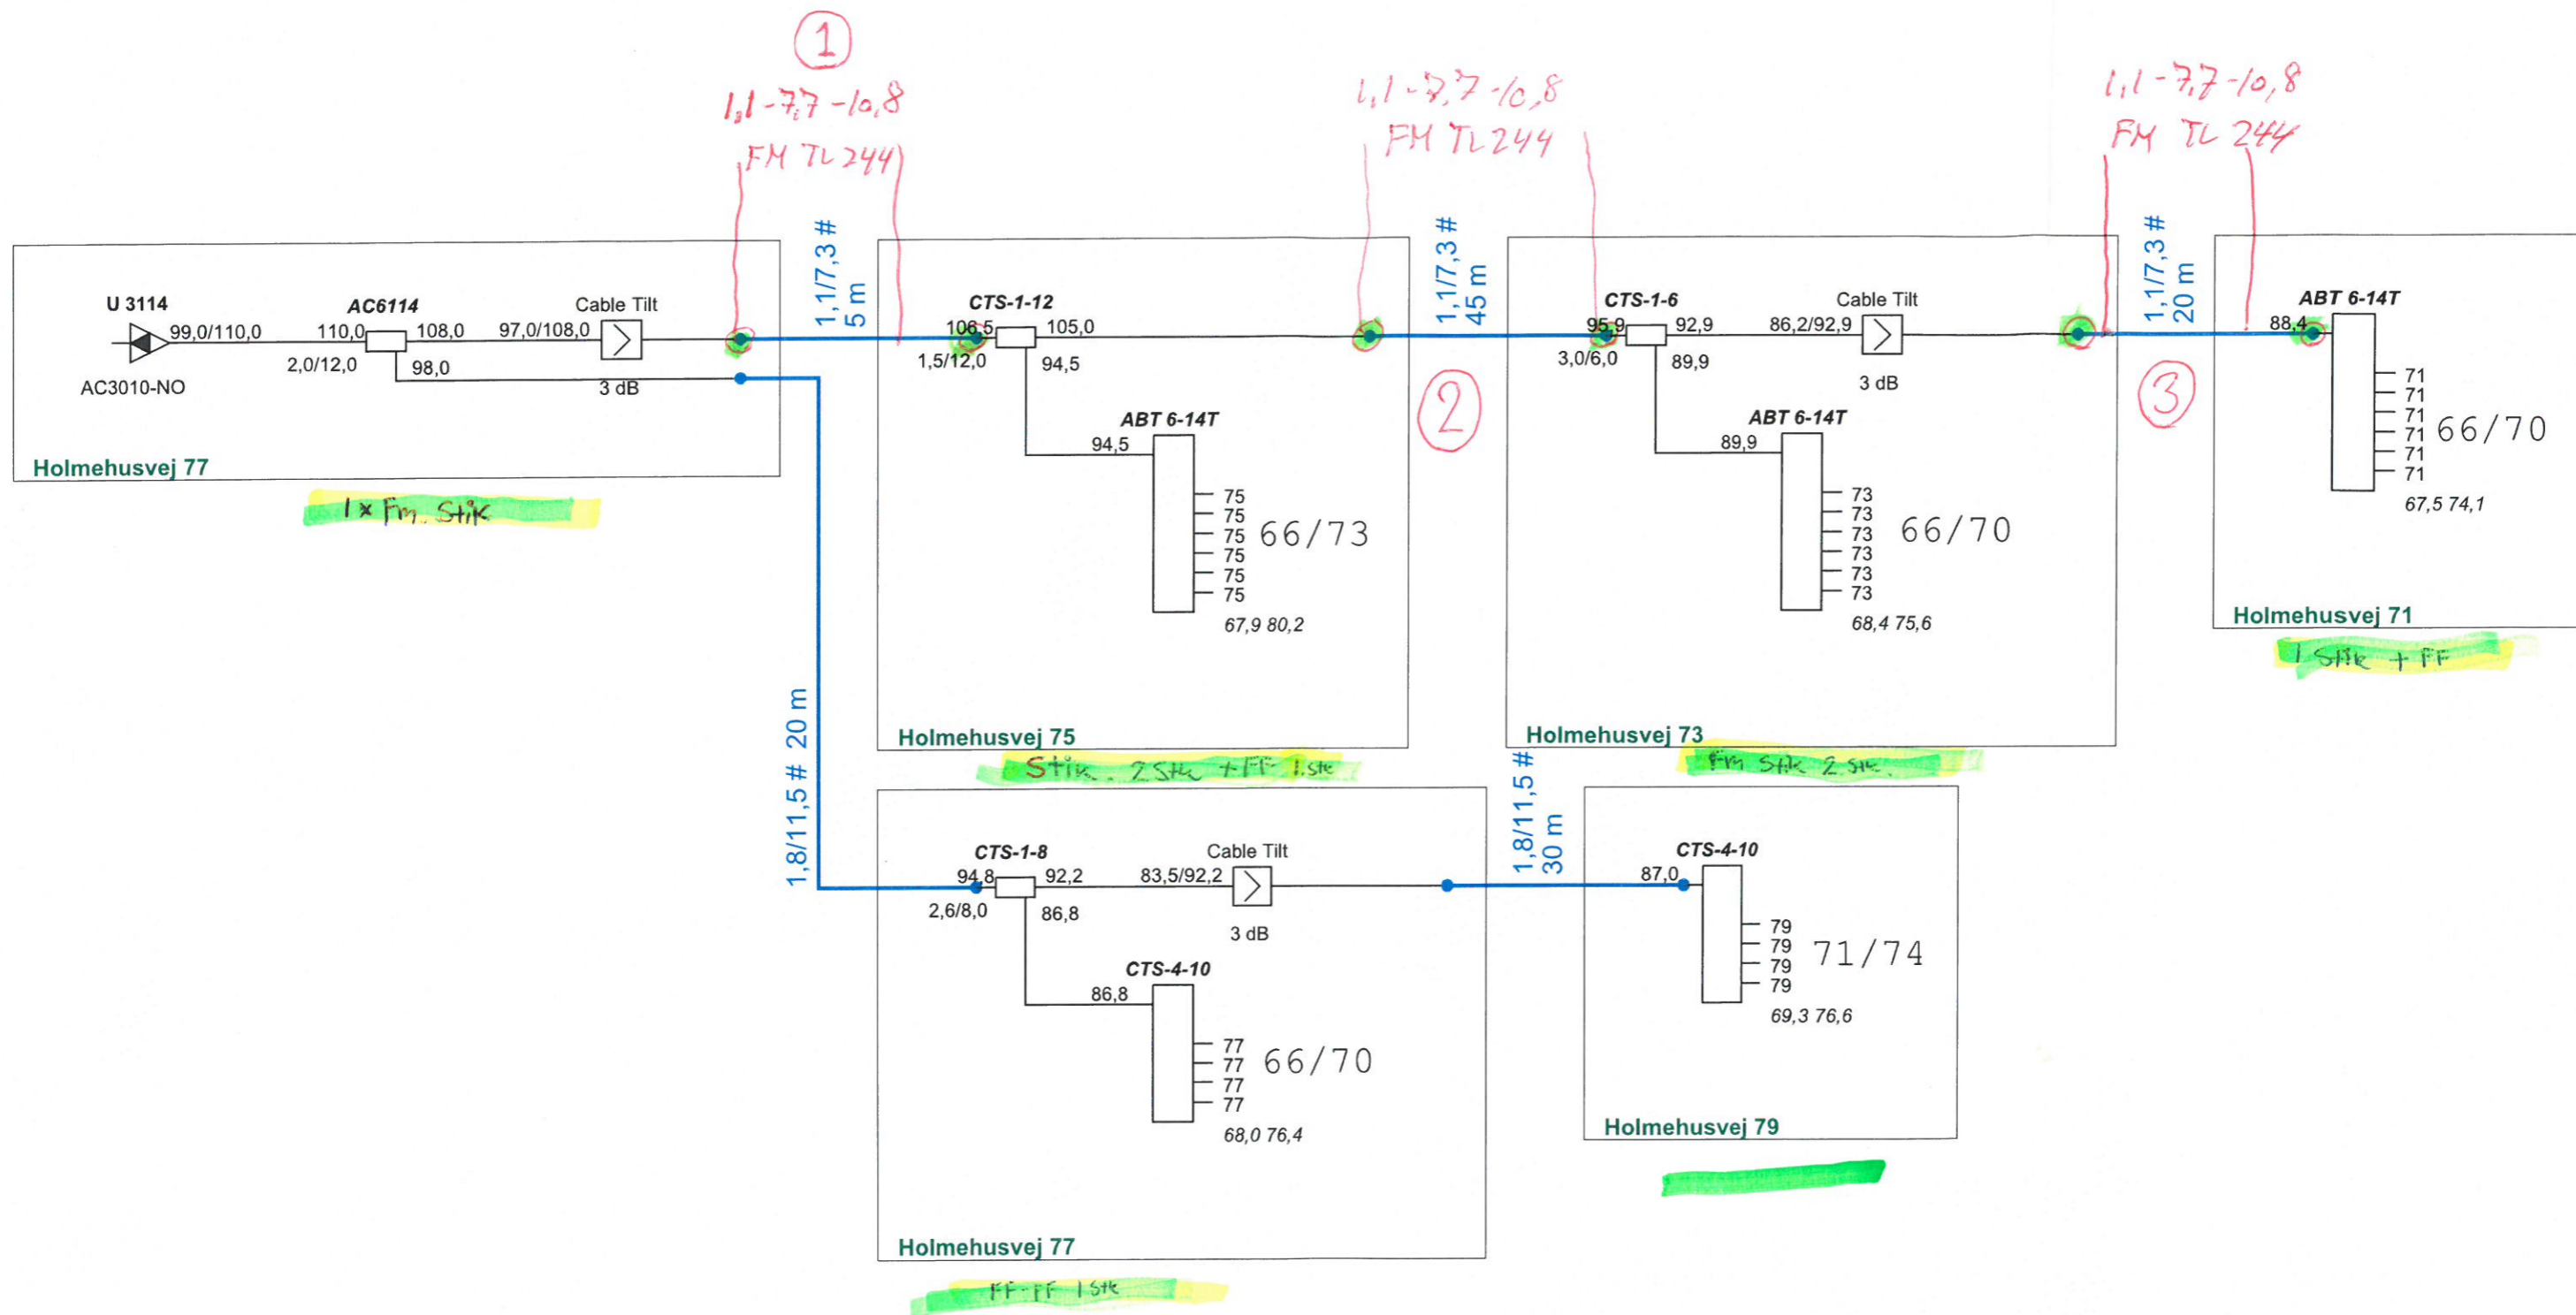 1
1,1-7,7-10,8
FM TL 244
1,1-7,7-10,8
FM TL 244
1,1-7,7-10,8
FM TL 244
U 3114
99,0/110,0
AC3010-NO
AC6114
110,0
108,0
2,0/12,0
98,0
97,0/108,0
Cable Tilt
3 dB
Holmehusvej 77
1 x Fm. Stik
1,1/7,3 #
5 m
CTS-1-12
106,5
105,0
1,5/12,0
94,5
ABT 6-14T
94,5
75
75
75
75
75
75
66/73
67,9 80,2
Holmehusvej 75
Stik. 2 Stk + FF 1. stk
1,1/7,3 #
45 m
2
CTS-1-6
95,9
92,9
3,0/6,0
89,9
86,2/92,9
Cable Tilt
3 dB
ABT 6-14T
89,9
73
73
73
73
73
73
66/70
68,4 75,6
Holmehusvej 73
Fm Stik 2 stk.
1,1/7,3 #
20 m
3
ABT 6-14T
88,4
71
71
71
71
71
71
66/70
67,5 74,1
Holmehusvej 71
1 Stik + FF
1,8/11,5 # 20 m
CTS-1-8
94,8
92,2
2,6/8,0
86,8
83,5/92,2
Cable Tilt
3 dB
CTS-4-10
86,8
77
77
77
77
66/70
68,0 76,4
Holmehusvej 77
FF-FF 1 Stk
1,8/11,5 #
30 m
CTS-4-10
87,0
79
79
79
79
71/74
69,3 76,6
Holmehusvej 79